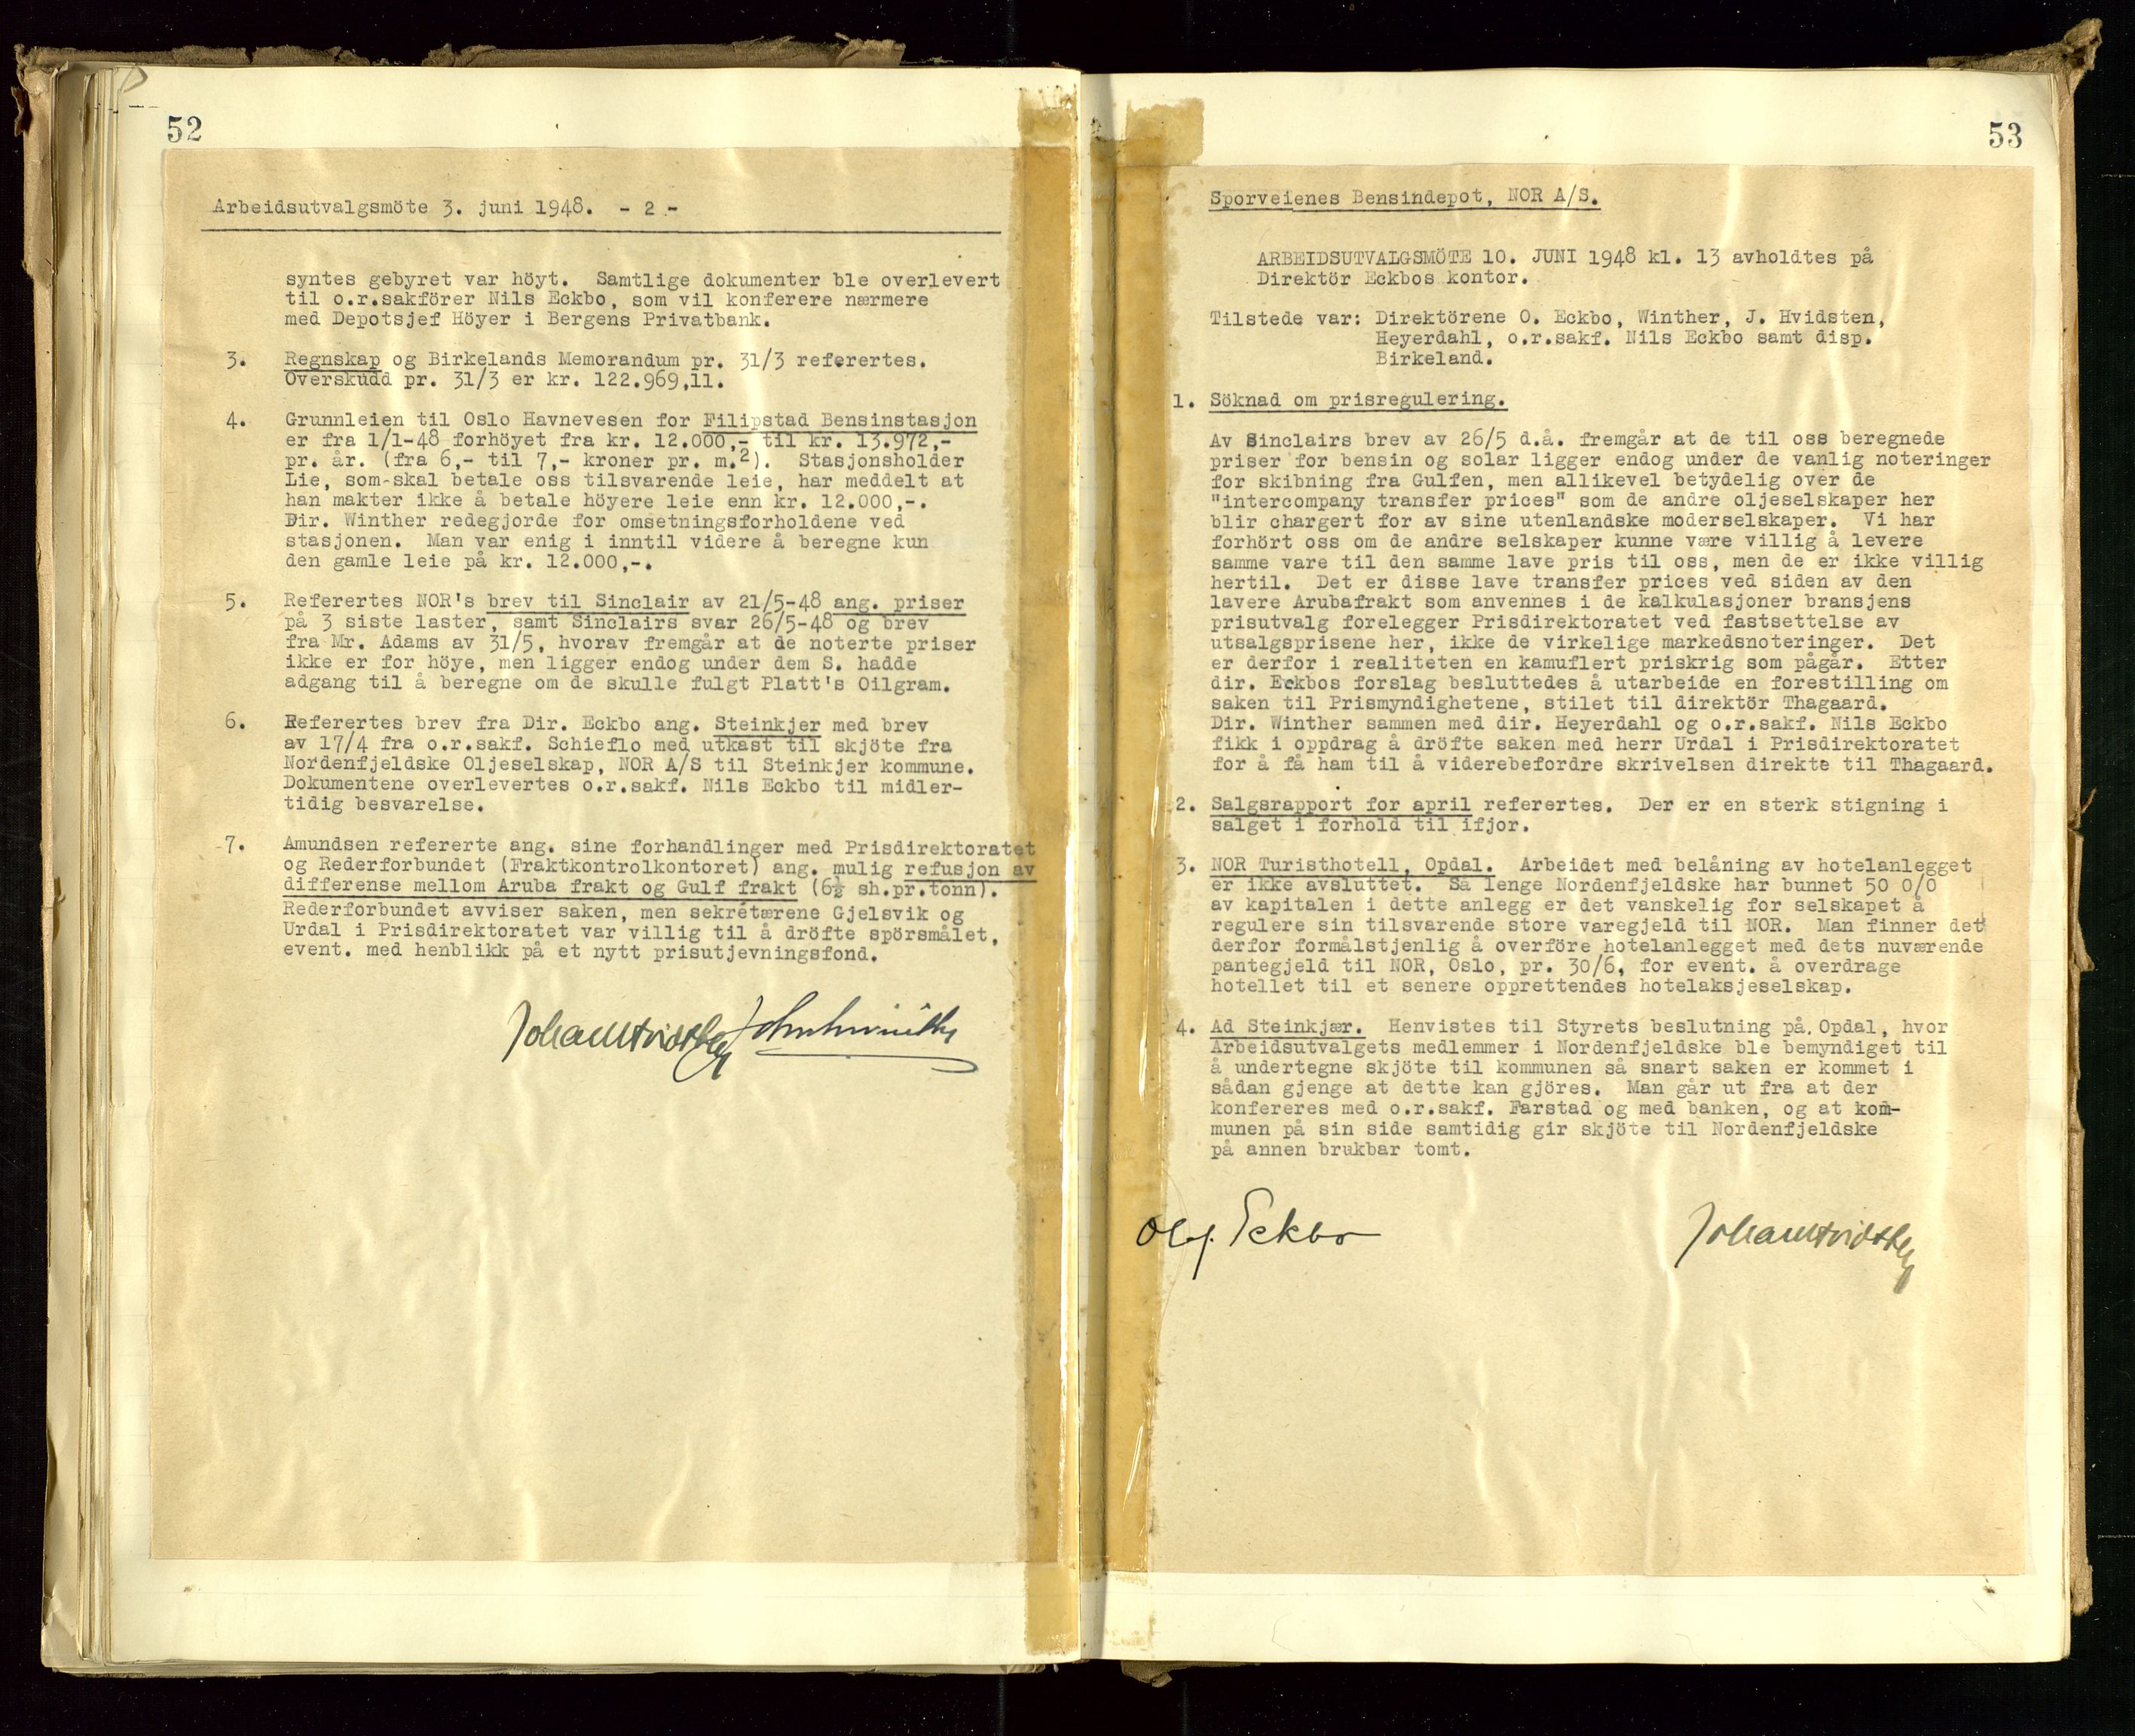 52
Arbeidsutvalgsmöte 3. juni 1948. - 2 -
syntes gebyret var höyt. Samtlige dokumenter ble overlevert
til o.r.sakförer Nils Eckbo, som vil konferere nærmere
med Depotsjef Höyer i Bergens Privatbank.
3. Regnskap og Birkelands Memorandum pr. 31/3 referertes.
Overskudd pr. 31/3 er kr. 122.969,11.
4. Grunnleien til Oslo Havnevesen for Filipstad Bensinstasjon
er fra 1/1-48 forhöyet fra kr. 12.000,- til kr. 13.972,-
pr. år. (fra 6,- til 7,- kroner pr. m.²). Stasjonsholder
Lie, som skal betale oss tilsvarende leie, har meddelt at
han makter ikke å betale höyere leie enn kr. 12.000,-.
Dir. Winther redegjorde for omsetningsforholdene ved
stasjonen. Man var enig i inntil videre å beregne kun
den gamle leie på kr. 12.000,-.
5. Referertes NOR's brev til Sinclair av 21/5-48 ang. priser
på 3 siste laster, samt Sinclairs svar 26/5-48 og brev
fra Mr. Adams av 31/5, hvorav fremgår at de noterte priser
ikke er for höye, men ligger endog under dem S. hadde
adgang til å beregne om de skulle fulgt Platt's Oilgram.
6. Referertes brev fra Dir. Eckbo ang. Steinkjer med brev
av 17/4 fra o.r.sakf. Schieflo med utkast til skjöte fra
Nordenfjeldske Oljeselskap, NOR A/S til Steinkjer kommune.
Dokumentene overlevertes o.r.sakf. Nils Eckbo til midler-
tidig besvarelse.
7. Amundsen refererte ang. sine forhandlinger med Prisdirektoratet
og Rederforbundet (Fraktkontrolkontoret) ang. mulig refusjon av
differense mellom Aruba frakt og Gulf frakt (6½ sh.pr.tonn).
Rederforbundet avviser saken, men sekretærene Gjelsvik og
Urdal i Prisdirektoratet var villig til å dröfte spörsmålet,
event. med henblikk på et nytt prisutjevningsfond.
53
Sporveienes Bensindepot, NOR A/S.
ARBEIDSUTVALGSMÖTE 10. JUNI 1948 kl. 13 avholdtes på
Direktör Eckbos kontor.
Tilstede var: Direktörene O. Eckbo, Winther, J. Hvidsten,
Heyerdahl, o.r.sakf. Nils Eckbo samt disp.
Birkeland.
1. Söknad om prisregulering.
Av Sinclairs brev av 26/5 d.å. fremgår at de til oss beregnede
priser for bensin og solar ligger endog under de vanlig noteringer
for skibning fra Gulfen, men allikevel betydelig over de
"intercompany transfer prices" som de andre oljeselskaper her
blir chargert for av sine utenlandske moderselskaper. Vi har
forhört oss om de andre selskaper kunne være villig å levere
samme vare til den samme lave pris til oss, men de er ikke villig
hertil. Det er disse lave transfer prices ved siden av den
lavere Arubafrakt som anvennes i de kalkulasjoner bransjens
prisutvalg forelegger Prisdirektoratet ved fastsettelse av
utsalgsprisene her, ikke de virkelige markedsnoteringer. Det
er derfor i realiteten en kamuflert priskrig som pågår. Etter
dir. Eckbos forslag besluttedes å utarbeide en forestilling om
saken til Prismyndighetene, stilet til direktör Thagaard.
Dir. Winther sammen med dir. Heyerdahl og o.r.sakf. Nils Eckbo
fikk i oppdrag å dröfte saken med herr Urdal i Prisdirektoratet
for å få ham til å viderebefordre skrivelsen direkte til Thagaard.
2. Salgsrapport for april referertes. Der er en sterk stigning i
salget i forhold til ifjor.
3. NOR Turisthotell, Opdal. Arbeidet med belåning av hotelanlegget
er ikke avsluttet. Så lenge Nordenfjeldske har bunnet 50 0/0
av kapitalen i dette anlegg er det vanskelig for selskapet å
regulere sin tilsvarende store varegjeld til NOR. Man finner det
derfor formålstjenlig å overföre hotelanlegget med dets nuværende
pantegjeld til NOR, Oslo, pr. 30/6, for event. å overdrage
hotellet til et senere opprettendes hotelaksjeselskap.
4. Ad Steinkjær. Henvistes til Styrets beslutning på Opdal, hvor
Arbeidsutvalgets medlemmer i Nordenfjeldske ble bemyndiget til
å undertegne skjöte til kommunen så snart saken er kommet i
sådan gjenge at dette kan gjöres. Man går ut fra at der
konfereres med o.r.sakf. Farstad og med banken, og at kom-
munen på sin side samtidig gir skjöte til Nordenfjeldske
på annen brukbar tomt.
Olf. Eckbo Johan Hvidsten